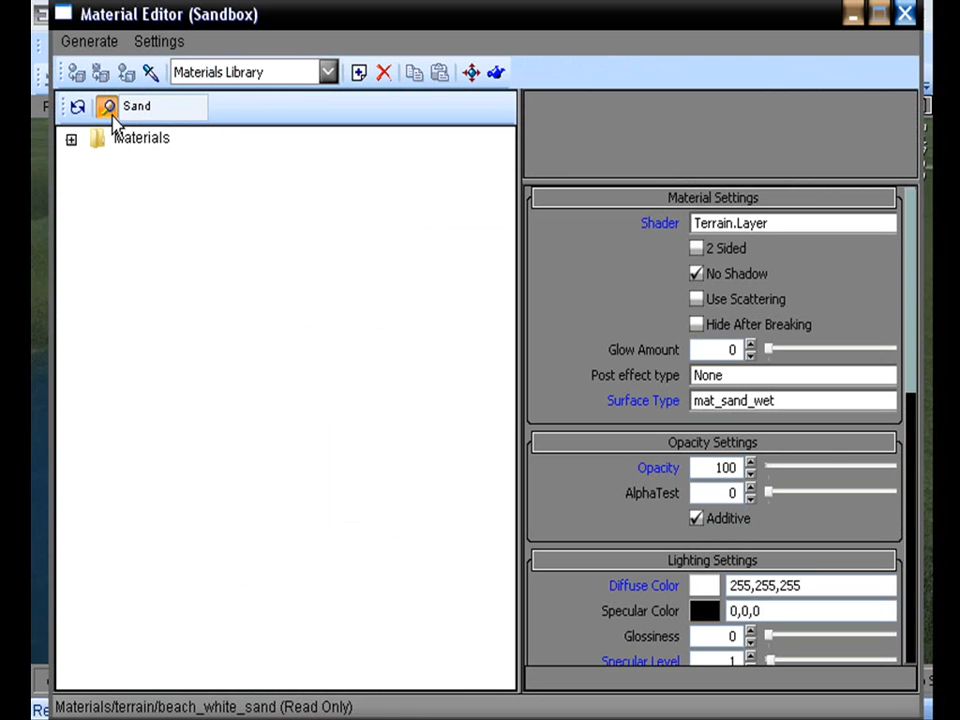 Material Editor (Sandbox)
Generate Settings
Materials Library
Sand
Materials
Material Settings
Shader Terrain.Layer
2 Sided
No Shadow
Use Scattering
Hide After Breaking
Glow Amount 0
Post effect type None
Surface Type mat_sand_wet
Opacity Settings
Opacity 100
AlphaTest 0
Additive
Lighting Settings
Diffuse Color 255,255,255
Specular Color 0,0,0
Glossiness 0
Specular Level 1
Materials/terrain/beach_white_sand (Read Only)